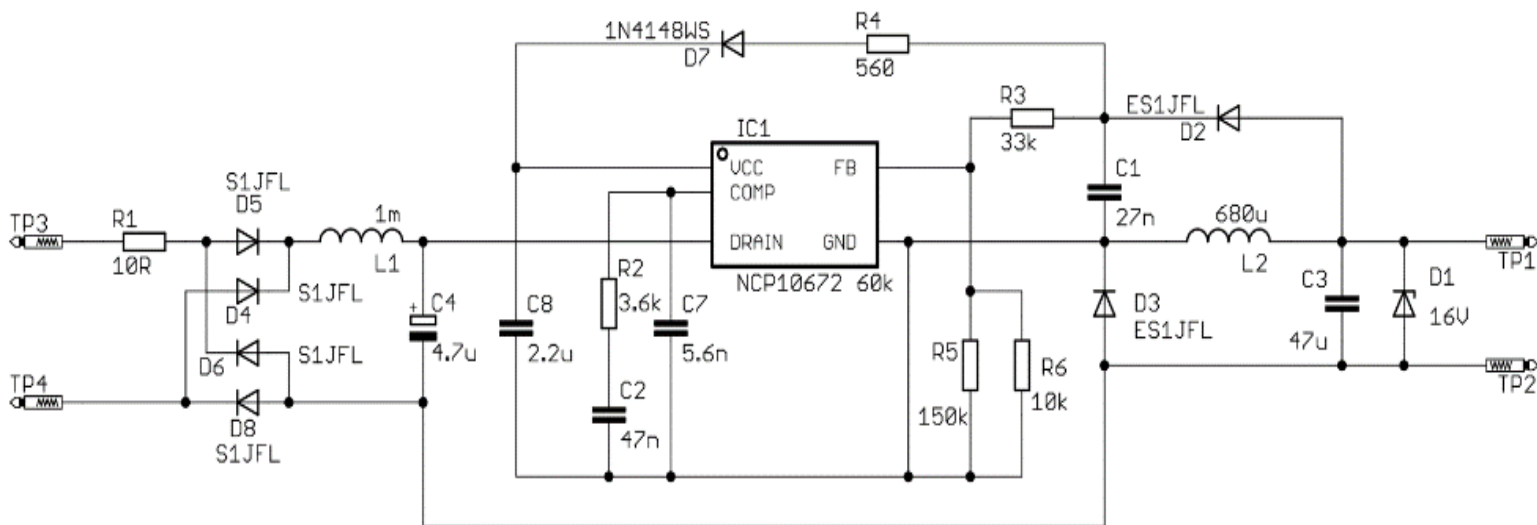 1N4148WS
D7
R4
560
R3
33k
ES1JFL
D2
IC1
VCC
COMP
DRAIN
FB
GND
NCP10672 60k
C1
27n
TP3
R1
10R
S1JFL
D5
D4
S1JFL
D6
S1JFL
TP4
D8
S1JFL
1m
L1
+
C4
4.7u
C8
2.2u
R2
3.6k
C2
47n
C7
5.6n
R5
150k
R6
10k
680u
L2
D3
ES1JFL
C3
47u
D1
16V
TP1
TP2